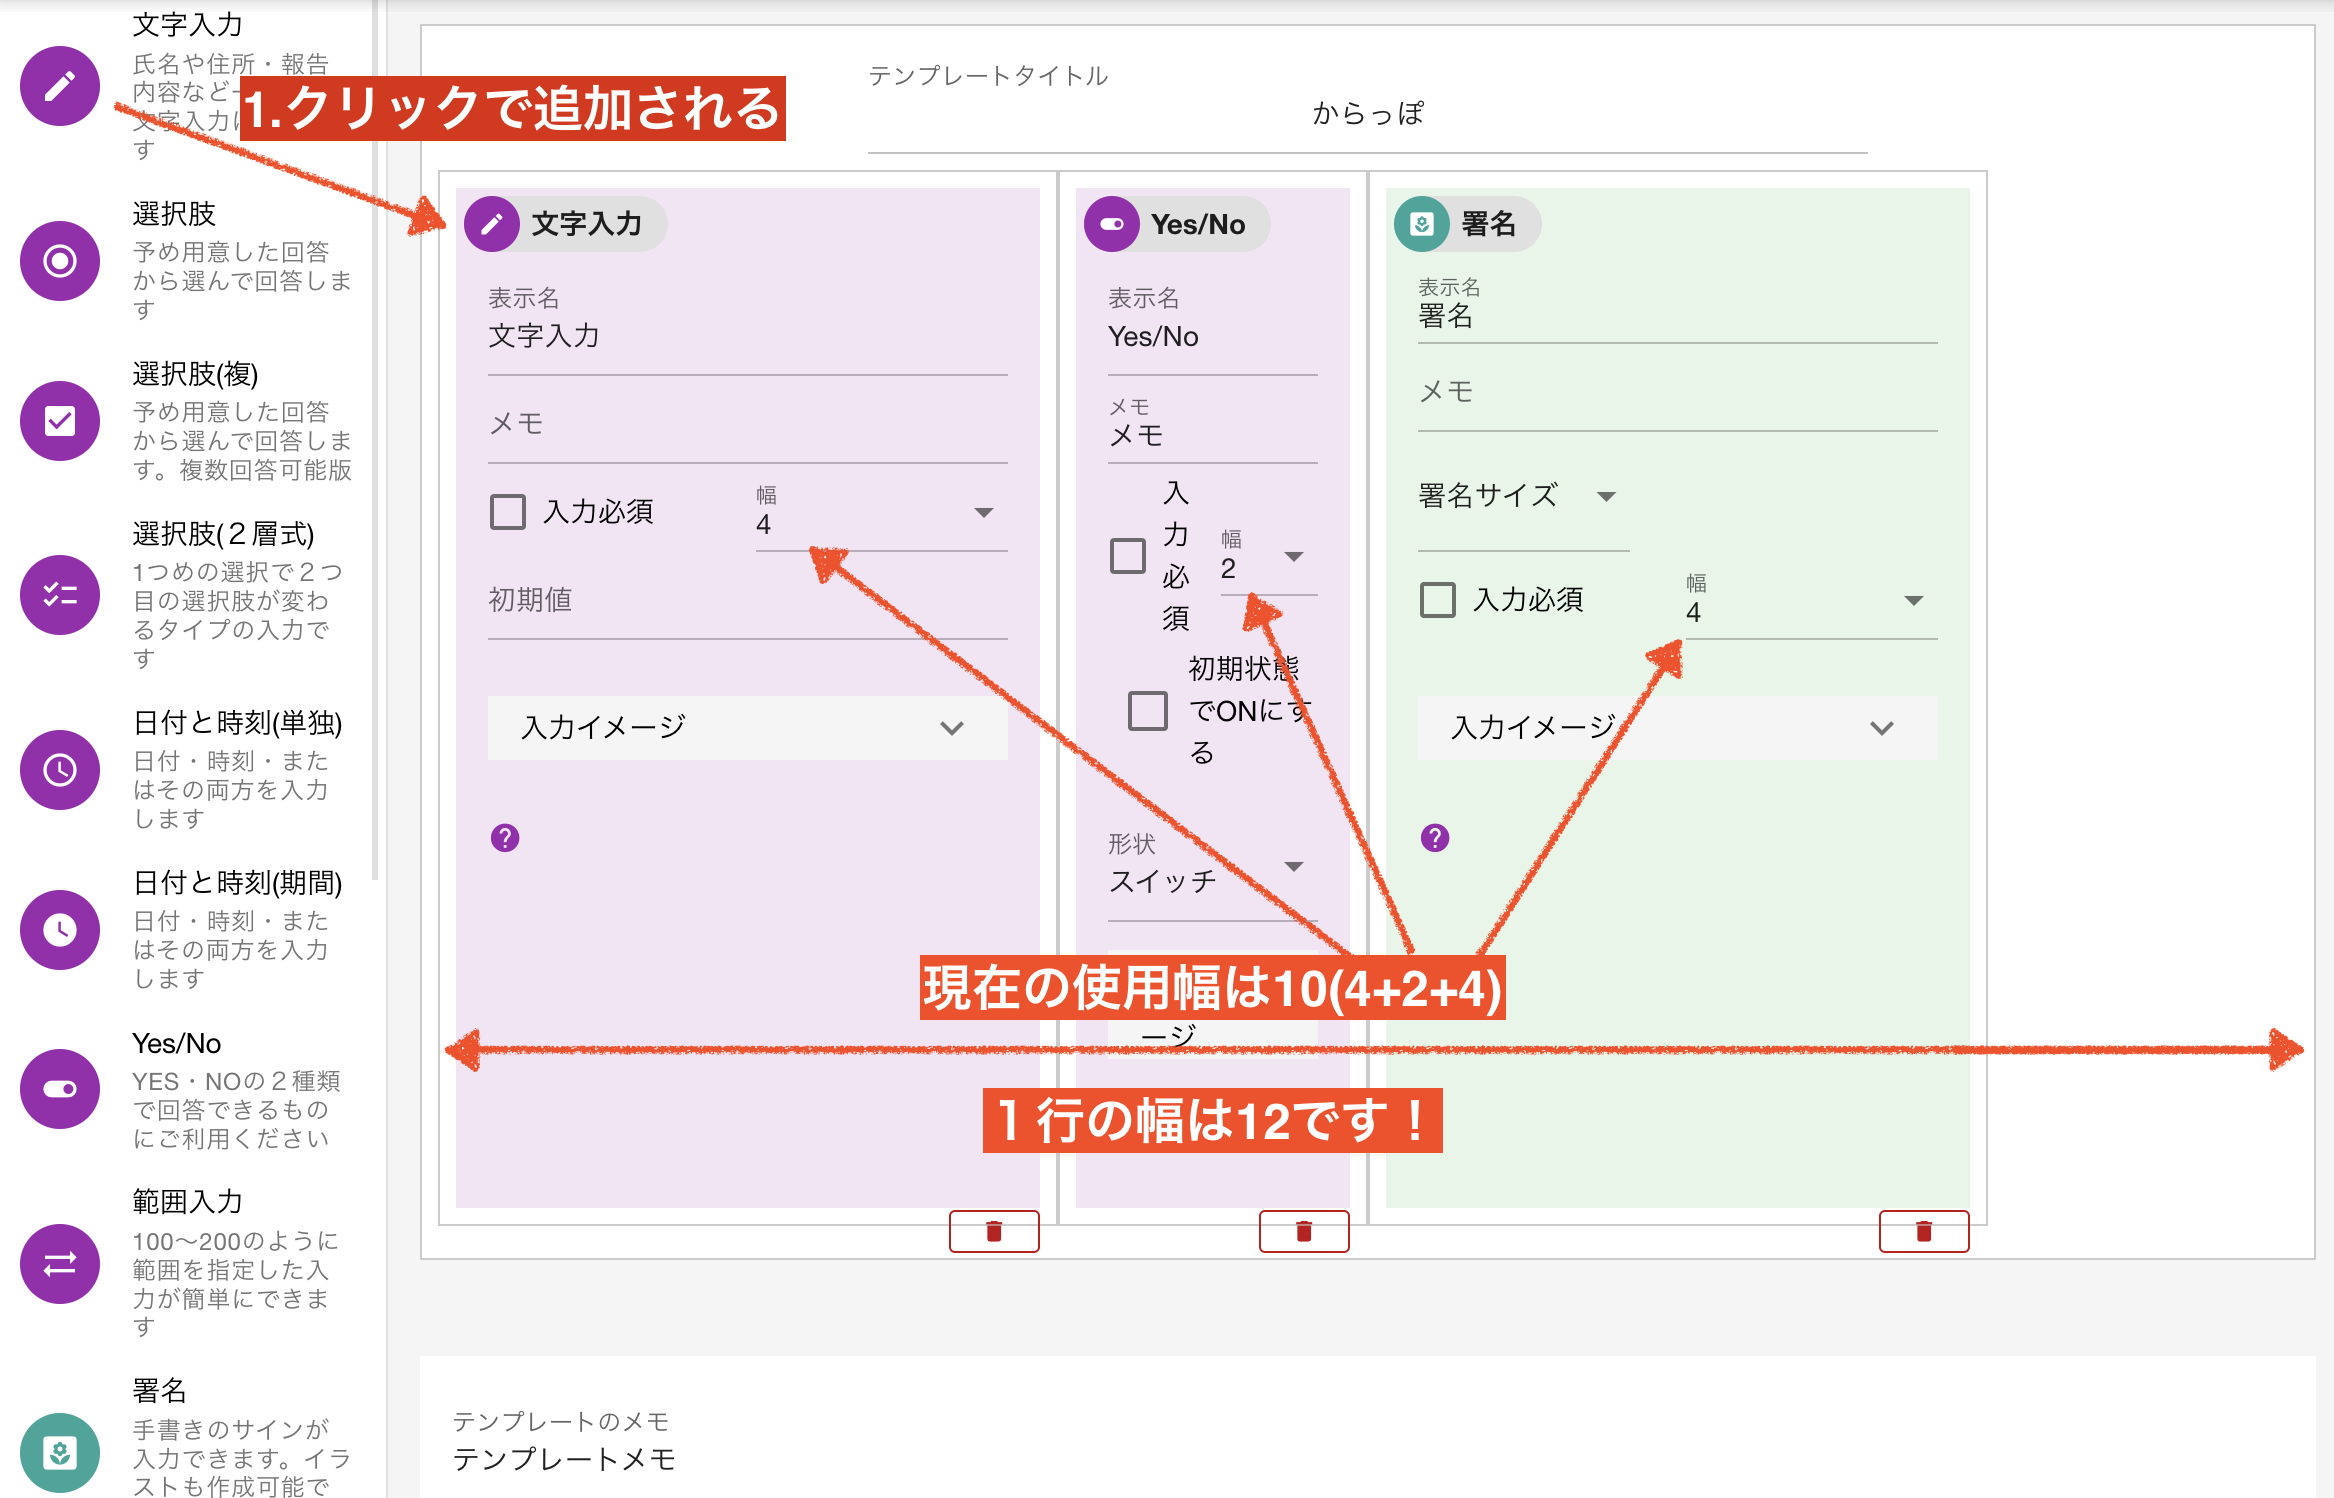 文字入力
氏名や住所・報告
内容など
文字入力
す
選択肢
予め用意した回答
から選んで回答しま
す
選択肢(複)
予め用意した回答
から選んで回答しま
す。複数回答可能版
選択肢(２層式)
1つめの選択で２つ
目の選択肢が変わ
るタイプの入力で
す
日付と時刻(単独)
日付・時刻・また
はその両方を入力
します
日付と時刻(期間)
日付・時刻・また
はその両方を入力
します
Yes/No
YES・NOの２種類
で回答できるもの
にご利用ください
範囲入力
100〜200のように
範囲を指定した入
力が簡単にできま
す
署名
手書きのサインが
入力できます。イラ
ストも作成可能で
1.クリックで追加される
テンプレートタイトル
からっぽ
文字入力
表示名
文字入力
メモ
入力必須
幅
4
初期値
入力イメージ
?
Yes/No
表示名
Yes/No
メモ
メモ
入
力
必
須
幅
2
初期状態
でONにす
る
形状
スイッチ
ージ
署名
表示名
署名
メモ
署名サイズ
入力必須
幅
4
入力イメージ
?
現在の使用幅は10(4+2+4)
１行の幅は12です！
テンプレートのメモ
テンプレートメモ